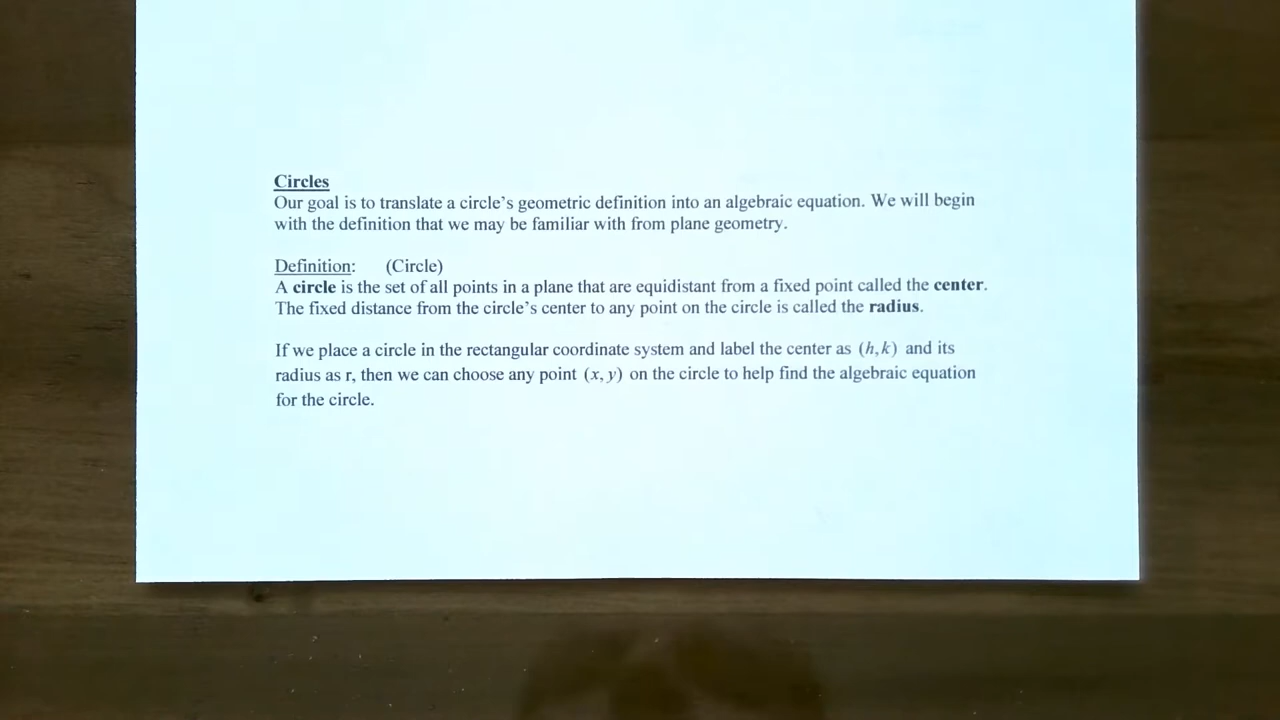 Circles
Our goal is to translate a circle's geometric definition into an algebraic equation. We will begin
with the definition that we may be familiar with from plane geometry.
Definition: (Circle)
A circle is the set of all points in a plane that are equidistant from a fixed point called the center.
The fixed distance from the circle's center to any point on the circle is called the radius.
If we place a circle in the rectangular coordinate system and label the center as (h,k) and its
radius as r, then we can choose any point (x, y) on the circle to help find the algebraic equation
for the circle.